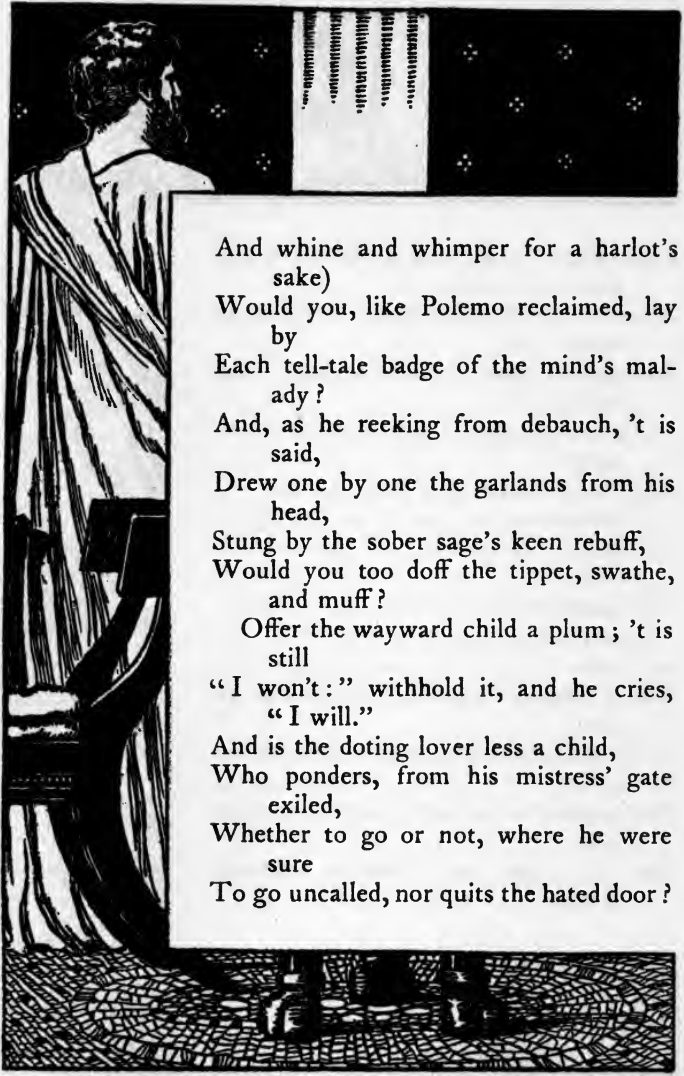 And whine and whimper for a harlot's
sake)
Would you, like Polemo reclaimed, lay
by
Each tell-tale badge of the mind's mal-
ady?
And, as he reeking from debauch, 't is
said,
Drew one by one the garlands from his
head,
Stung by the sober sage's keen rebuff,
Would you too doff the tippet, swathe,
and muff?
Offer the wayward child a plum; 't is
still
“I won't:” withhold it, and he cries,
“I will.”
And is the doting lover less a child,
Who ponders, from his mistress' gate
exiled,
Whether to go or not, where he were
sure
To go uncalled, nor quits the hated door?